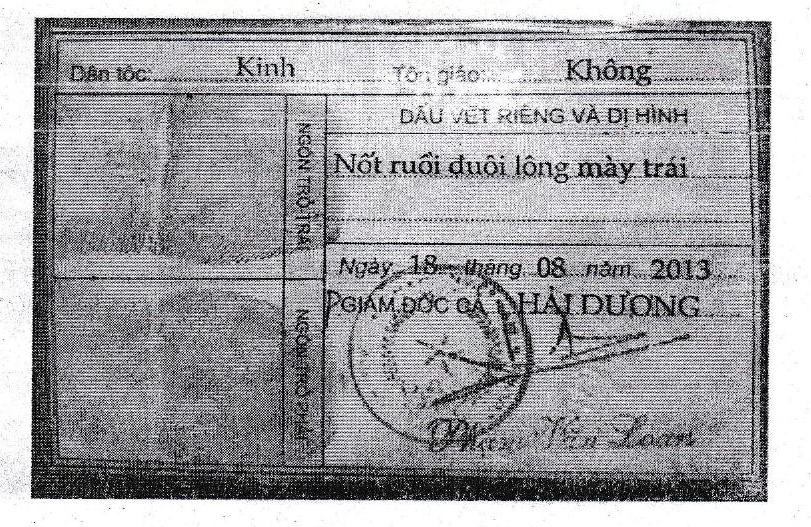 Dân tộc: Kinh Tôn giáo: Không
DẤU VẾT RIÊNG VÀ DỊ HÌNH
Nốt ruồi đuôi lông mày trái
NGÓN TRỎ TRÁI
Ngày 18 tháng 08 năm 2013
GIÁM ĐỐC CA HẢI DƯƠNG
NGÓN TRỎ PHẢI
Phạm Văn Loan